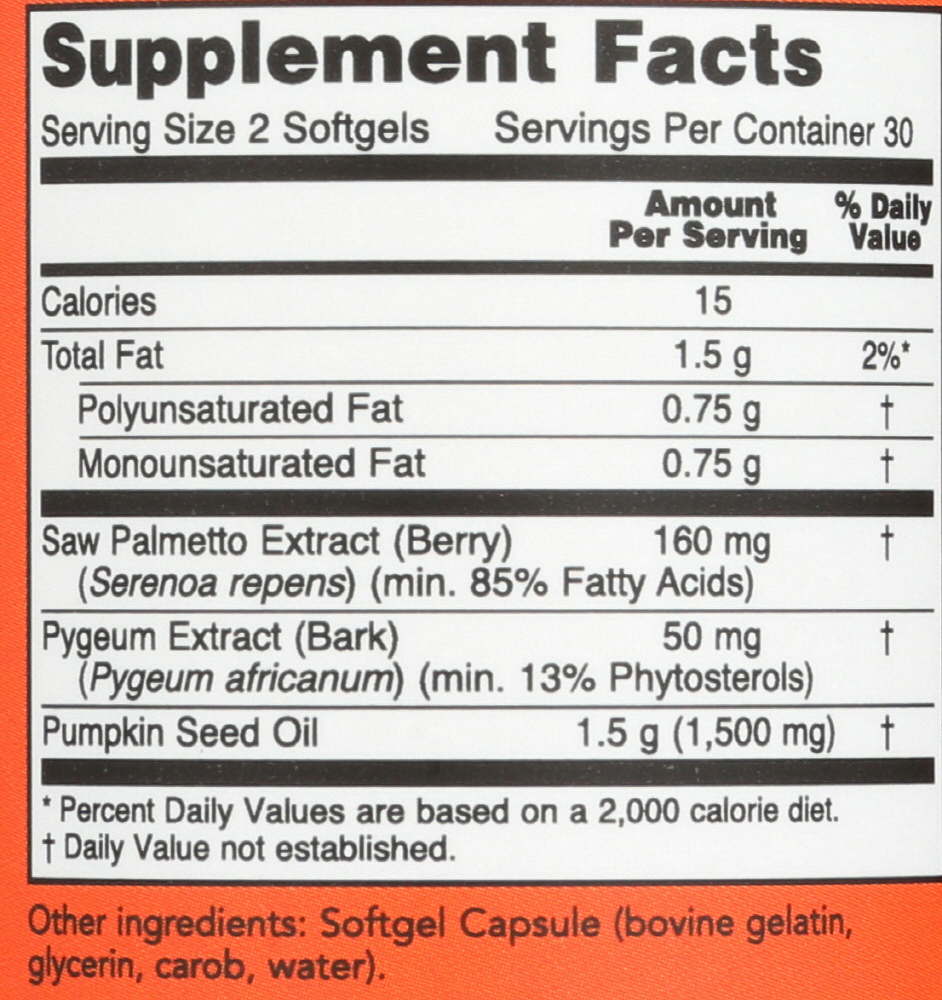 Supplement Facts
Serving Size 2 Softgels Servings Per Container 30
Amount Per Serving % Daily Value
Calories 15
Total Fat 1.5 g 2%*
Polyunsaturated Fat 0.75 g †
Monounsaturated Fat 0.75 g †
Saw Palmetto Extract (Berry) 160 mg †
(Serenoa repens) (min. 85% Fatty Acids)
Pygeum Extract (Bark) 50 mg †
(Pygeum africanum) (min. 13% Phytosterols)
Pumpkin Seed Oil 1.5 g (1,500 mg) †
* Percent Daily Values are based on a 2,000 calorie diet.
† Daily Value not established.
Other ingredients: Softgel Capsule (bovine gelatin,
glycerin, carob, water).